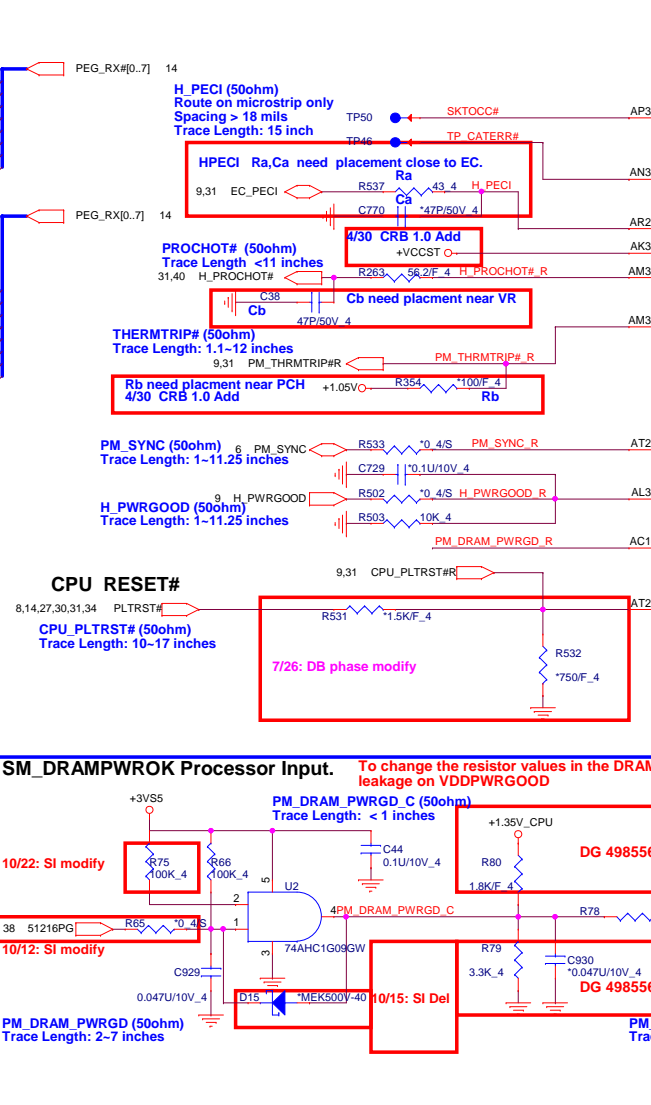 PEG_RX#[0..7] 14
H_PECI (50ohm)
Route on microstrip only
Spacing > 18 mils
Trace Length: 15 inch
TP50 SKTOCC# AP3
TP46 TP_CATERR#
HPECI Ra,Ca need placement close to EC.
AN3
Ra
9,31 EC_PECI R537 43_4 H_PECI
Ca
C770 *47P/50V_4
PEG_RX[0..7] 14
AR2
4/30 CRB 1.0 Add
+VCCST AK3
PROCHOT# (50ohm)
Trace Length <11 inches
31,40 H_PROCHOT# R263 56.2/F_4 H_PROCHOT#_R AM3
C38 Cb need placment near VR
Cb
47P/50V_4
AM3
THERMTRIP# (50ohm)
Trace Length: 1.1~12 inches
9,31 PM_THRMTRIP#R PM_THRMTRIP#_R
Rb need placment near PCH
4/30 CRB 1.0 Add
+1.05V R354 *100/F_4
Rb
PM_SYNC (50ohm)
Trace Length: 1~11.25 inches
6 PM_SYNC R533 *0_4/S PM_SYNC_R AT2
C729 *0.1U/10V_4
9 H_PWRGOOD R502 *0_4/S H_PWRGOOD_R AL3
H_PWRGOOD (50ohm)
Trace Length: 1~11.25 inches
R503 10K_4
PM_DRAM_PWRGD_R AC1
9,31 CPU_PLTRST#R
CPU RESET#
8,14,27,30,31,34 PLTRST# AT2
R531 *1.5K/F_4
CPU_PLTRST# (50ohm)
Trace Length: 10~17 inches
R532
*750/F_4
7/26: DB phase modify
SM_DRAMPWROK Processor Input.
To change the resistor values in the DRAM
leakage on VDDPWRGOOD
+3VS5
PM_DRAM_PWRGD_C (50ohm)
Trace Length: < 1 inches
+1.35V_CPU
C44
0.1U/10V_4
10/22: SI modify
R75
100K_4
R66
100K_4
R80
1.8K/F_4
DG 498556
5
U2
2
1
4
3
PM_DRAM_PWRGD_C
R78
38 51216PG R65 *0_4/S
74AHC1G09GW
10/12: SI modify
R79
3.3K_4
C930
*0.047U/10V_4
DG 498556
C929
0.047U/10V_4
D15 *MEK500V-40
10/15: SI Del
PM_DRAM_PWRGD (50ohm)
Trace Length: 2~7 inches
PM_
Tra